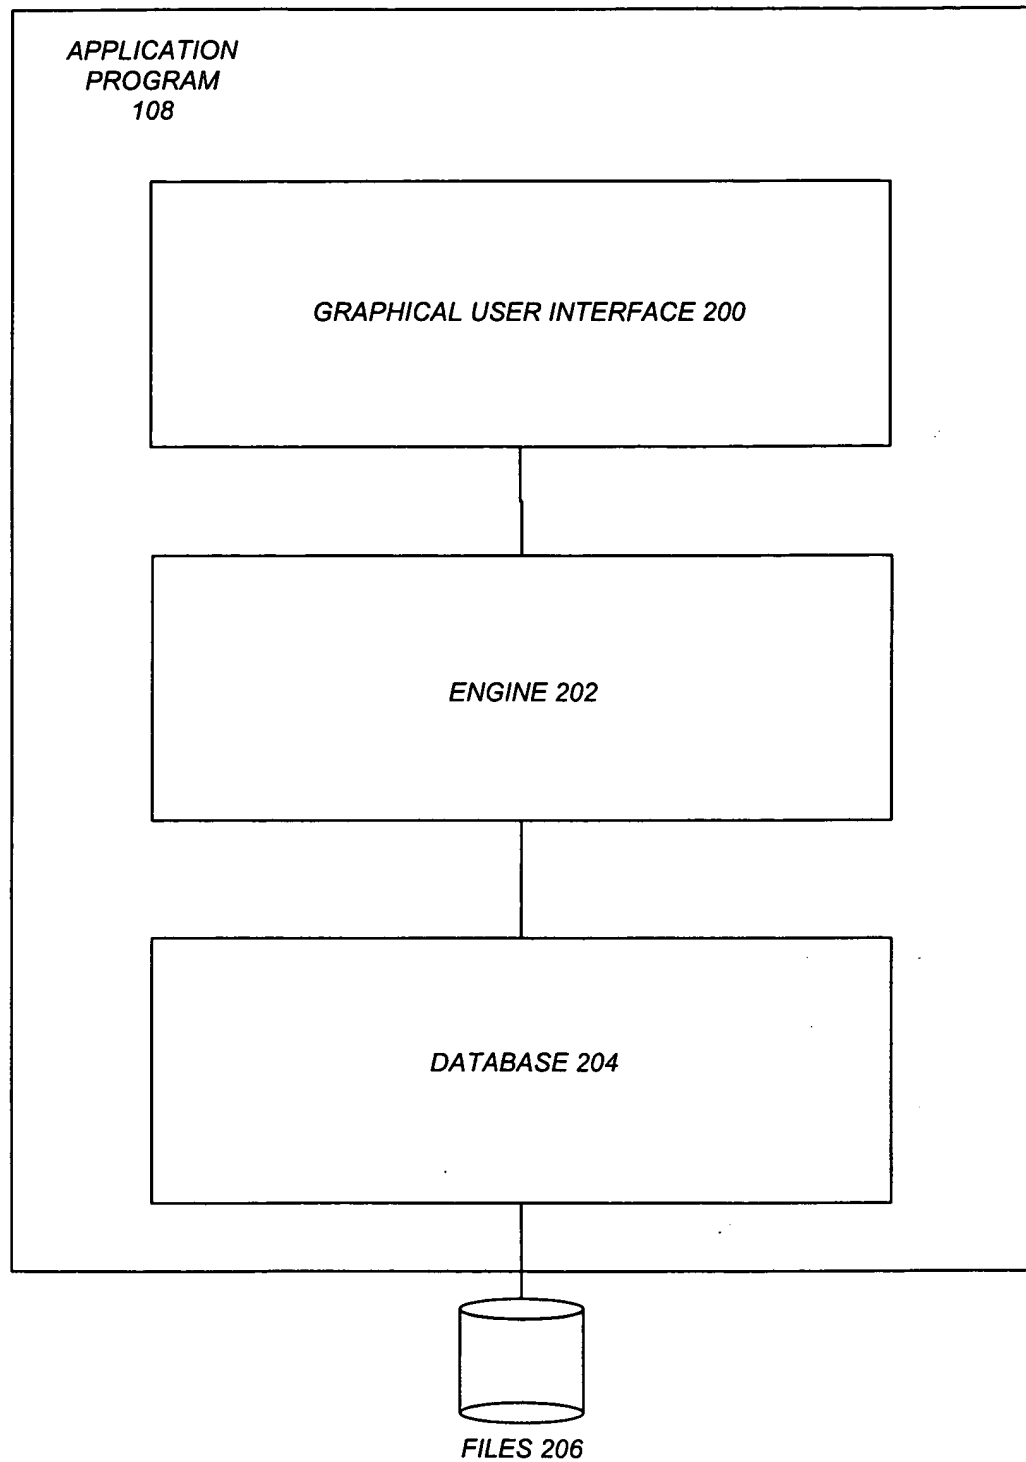 APPLICATION
PROGRAM
108
GRAPHICAL USER INTERFACE 200
ENGINE 202
DATABASE 204
FILES 206